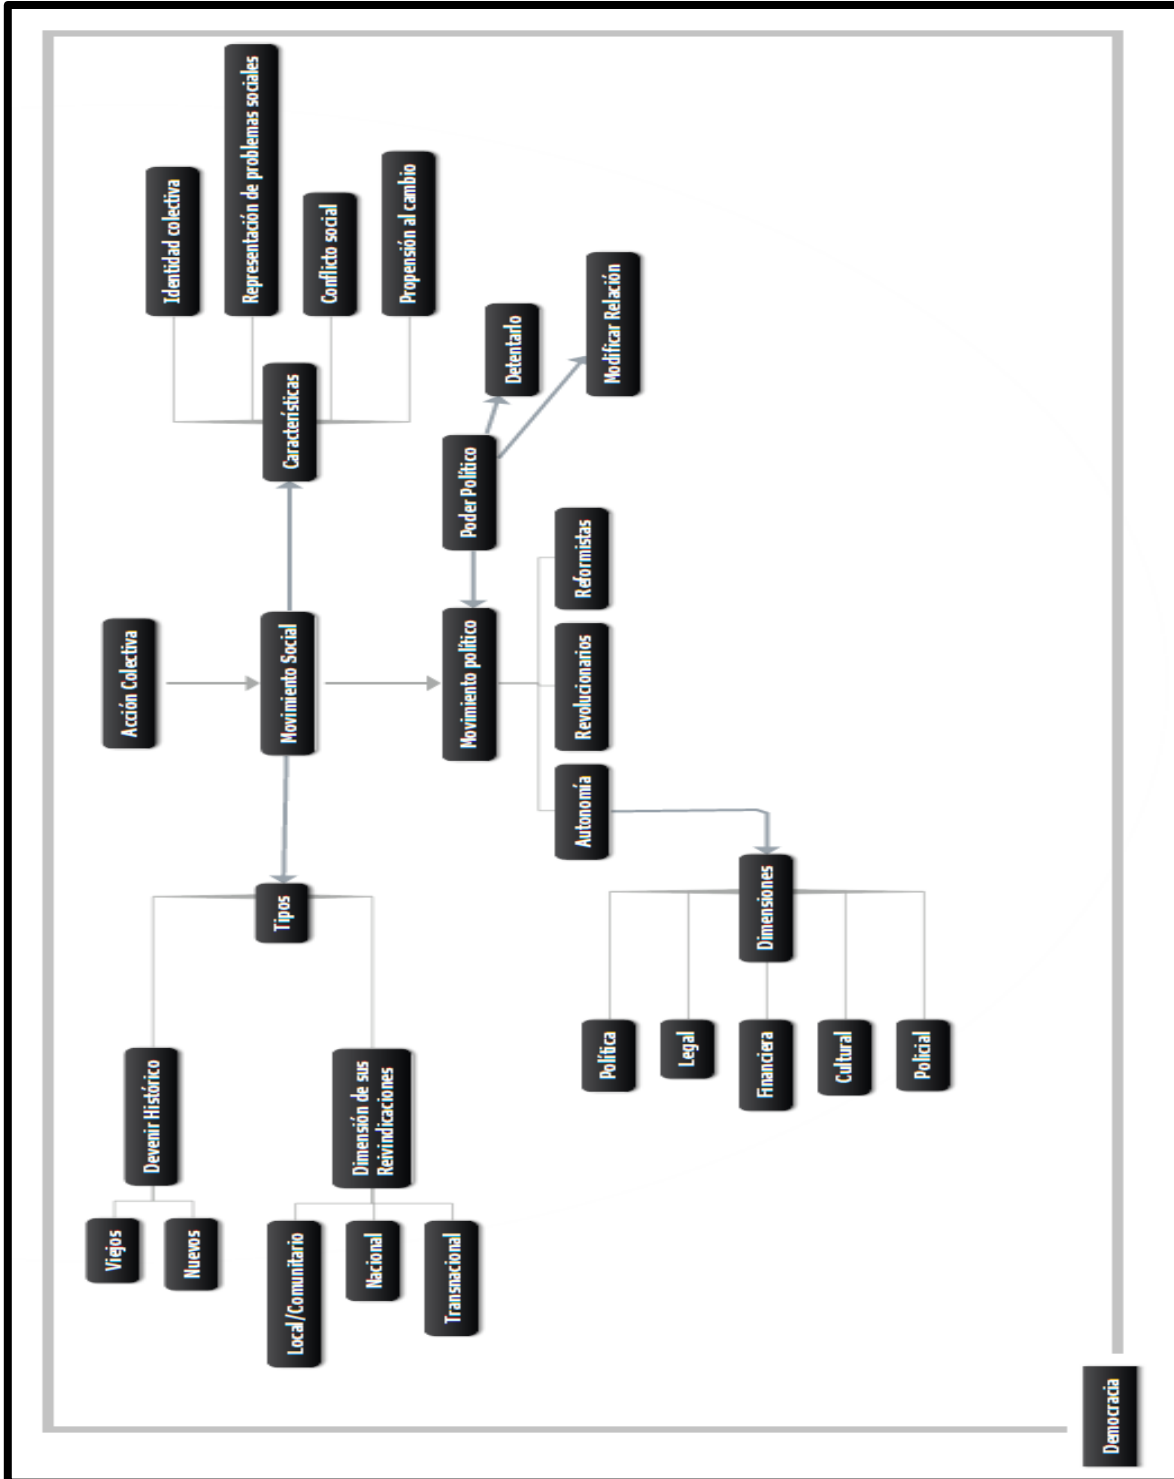 Acción Colectiva
Movimiento Social
Tipos
Devenir Histórico
Viejos
Nuevos
Dimensión de sus
Reivindicaciones
Local/Comunitario
Nacional
Transnacional
Características
Identidad colectiva
Representación de problemas sociales
Conflicto social
Propensión al cambio
Movimiento político
Poder Político
Detentarlo
Modificar Relación
Autonomía
Revolucionarios
Reformistas
Dimensiones
Política
Legal
Financiera
Cultural
Policial
Democracia